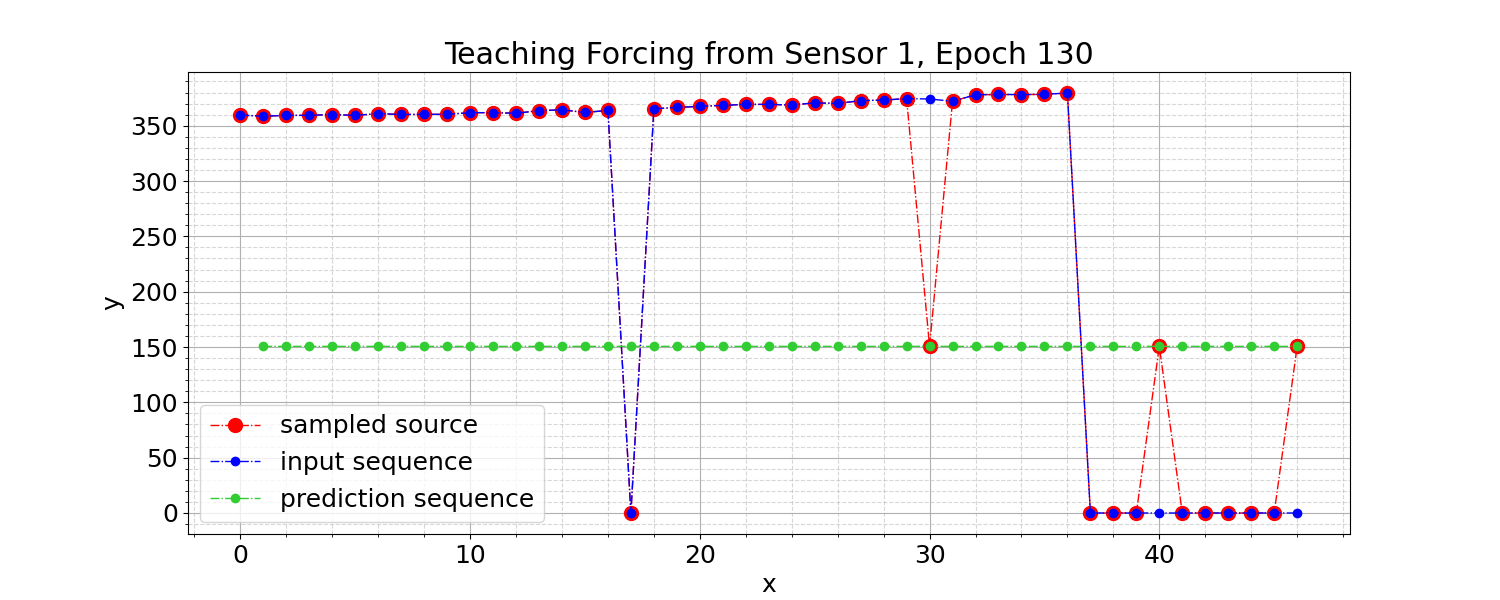 Teaching Forcing from Sensor 1, Epoch 130
y
350
300
250
200
150
100
50
0
sampled source
input sequence
prediction sequence
0 10 20 30 40
x